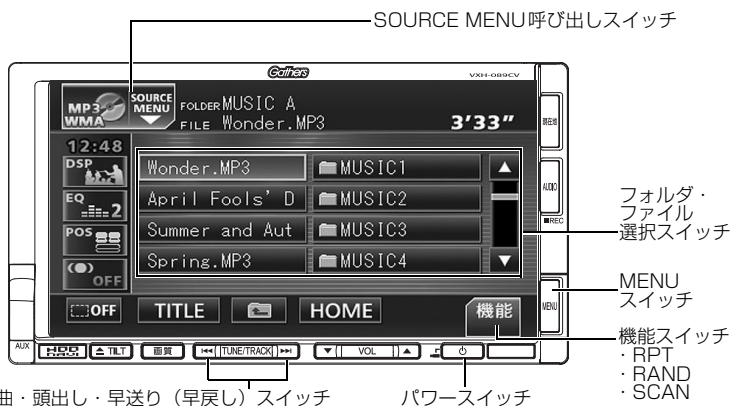 SOURCE MENU呼び出しスイッチ
Gathers
VXH-089CV
MP3
WMA
SOURCE
MENU
FOLDER MUSIC A
FILE Wonder.MP3
3'33"
現在地
12:48
DSP
Wonder.MP3
MUSIC1
AUDIO
EQ
2
April Fools' D
MUSIC2
■REC
フォルダ・
ファイル
選択スイッチ
POS
Summer and Aut
MUSIC3
OFF
Spring.MP3
MUSIC4
MENU
スイッチ
OFF
TITLE
HOME
機能
MENU
機能スイッチ
・RPT
・RAND
・SCAN
AUX
HDD
NAVI
TILT
画質
TUNE/TRACK
VOL
曲・頭出し・早送り（早戻し）スイッチ
パワースイッチ